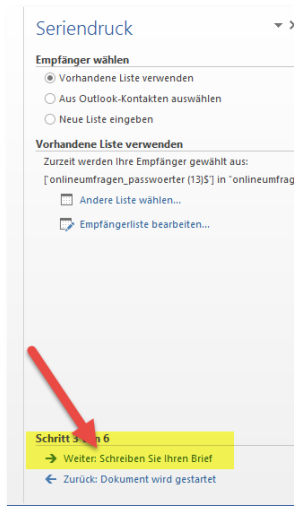 Seriendruck
Empfänger wählen
Vorhandene Liste verwenden
Aus Outlook-Kontakten auswählen
Neue Liste eingeben
Vorhandene Liste verwenden
Zurzeit werden Ihre Empfänger gewählt aus:
['onlineumfragen_passwoerter (13)$'] in "onlineumfrag
Andere Liste wählen...
Empfängerliste bearbeiten...
Schritt 3 6
Weiter: Schreiben Sie Ihren Brief
Zurück: Dokument wird gestartet